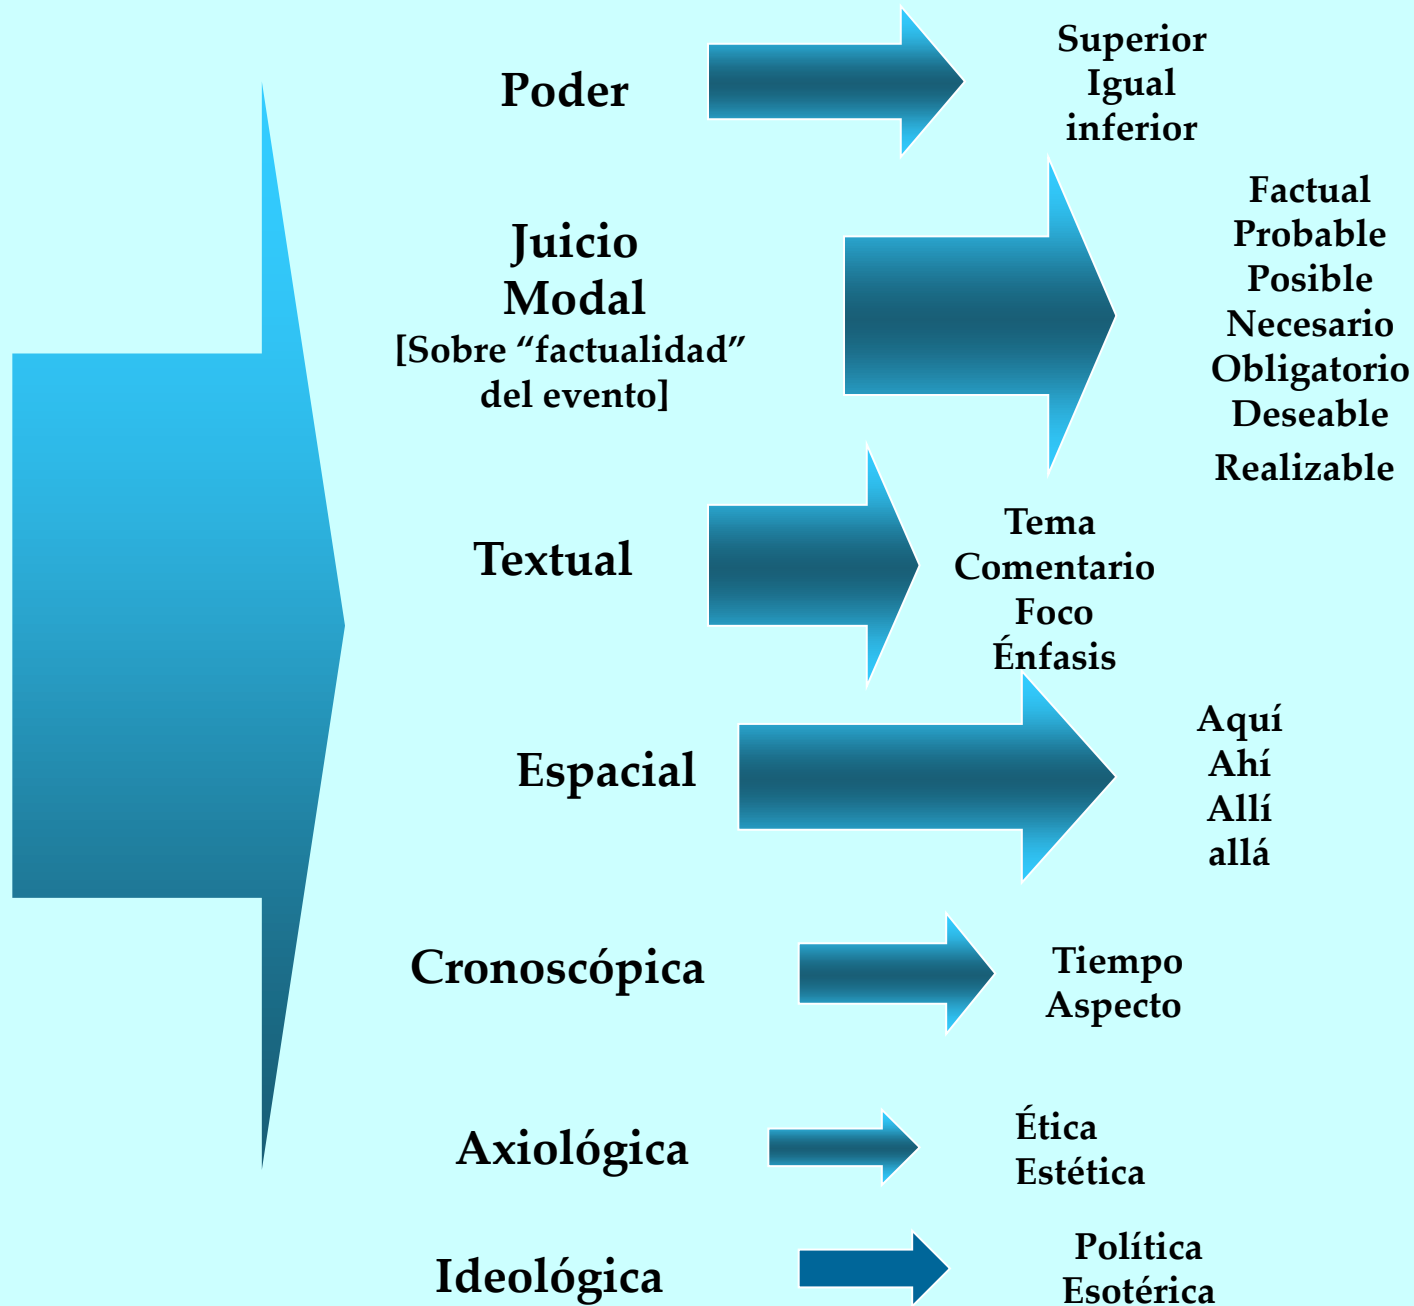 Poder
Superior
Igual
inferior
Juicio
Modal
[Sobre “factualidad”
del evento]
Factual
Probable
Posible
Necesario
Obligatorio
Deseable
Realizable
Textual
Tema
Comentario
Foco
Énfasis
Espacial
Aquí
Ahí
Allí
allá
Cronoscópica
Tiempo
Aspecto
Axiológica
Ética
Estética
Ideológica
Política
Esotérica